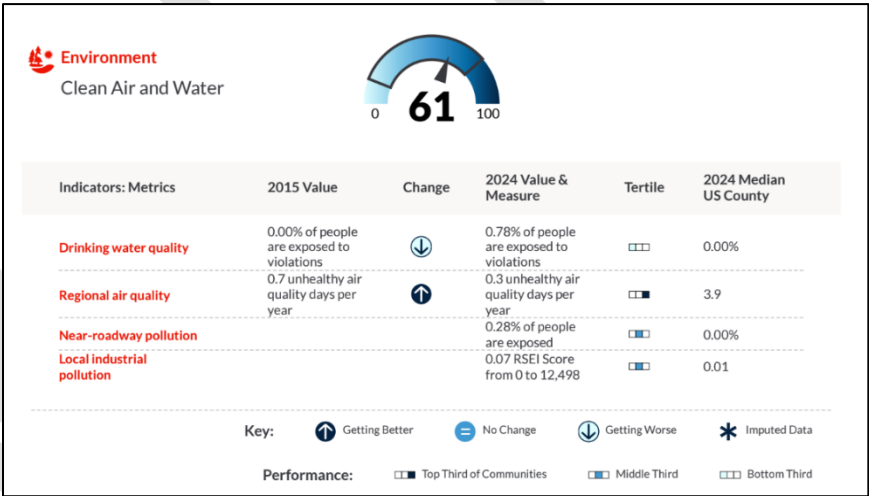 Environment
Clean Air and Water
0
61
100
Indicators: Metrics
2015 Value
Change
2024 Value &
Measure
Tertile
2024 Median
US County
Drinking water quality
0.00% of people
are exposed to
violations
0.78% of people
are exposed to
violations
0.00%
Regional air quality
0.7 unhealthy air
quality days per
year
0.3 unhealthy air
quality days per
year
3.9
Near-roadway pollution
0.28% of people
are exposed
0.00%
Local industrial
pollution
0.07 RSEI Score
from 0 to 12,498
0.01
Key:
Getting Better
No Change
Getting Worse
Imputed Data
Performance:
Top Third of Communities
Middle Third
Bottom Third